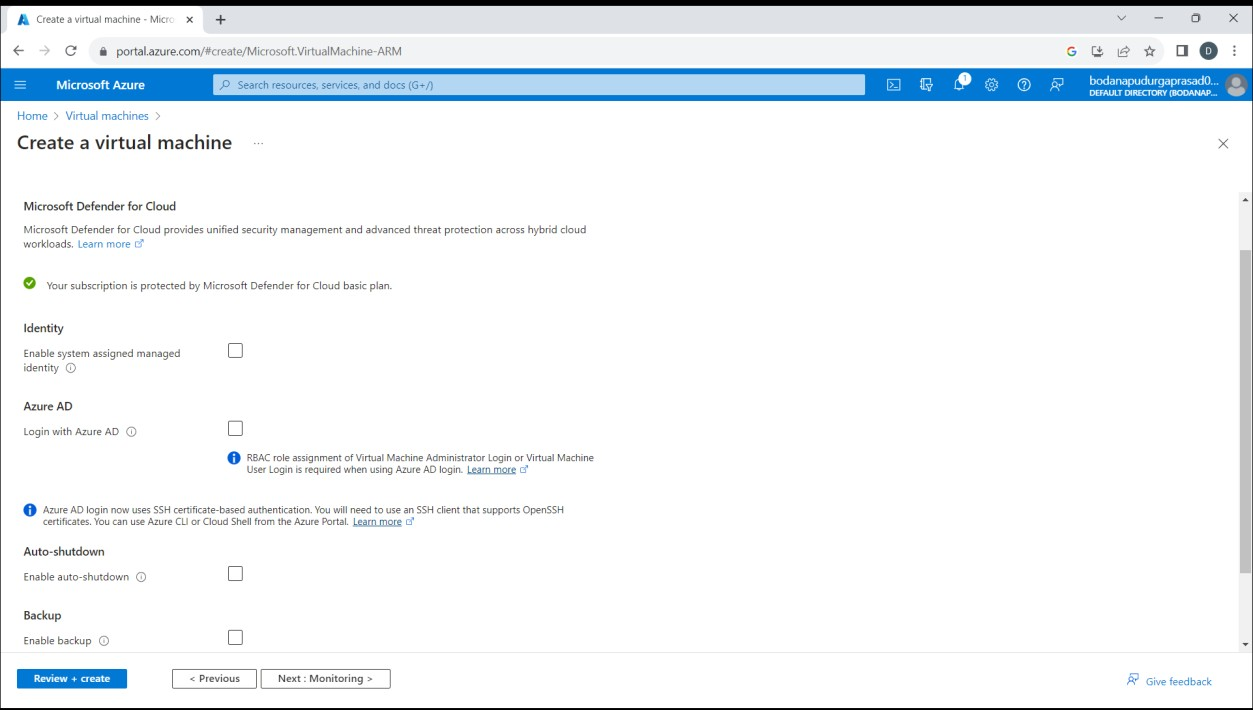 Create a virtual machine - Micro
portal.azure.com/#create/Microsoft.VirtualMachine-ARM
G
D
Microsoft Azure
Search resources, services, and docs (G+/)
1
bodanapudurgaprasad0...
DEFAULT DIRECTORY (BODANAP...
Home > Virtual machines >
Create a virtual machine ...
Microsoft Defender for Cloud
Microsoft Defender for Cloud provides unified security management and advanced threat protection across hybrid cloud
workloads. Learn more
Your subscription is protected by Microsoft Defender for Cloud basic plan.
Identity
Enable system assigned managed
identity
Azure AD
Login with Azure AD
RBAC role assignment of Virtual Machine Administrator Login or Virtual Machine
User Login is required when using Azure AD login. Learn more
Azure AD login now uses SSH certificate-based authentication. You will need to use an SSH client that supports OpenSSH
certificates. You can use Azure CLI or Cloud Shell from the Azure Portal. Learn more
Auto-shutdown
Enable auto-shutdown
Backup
Enable backup
Review + create
< Previous
Next : Monitoring >
Give feedback